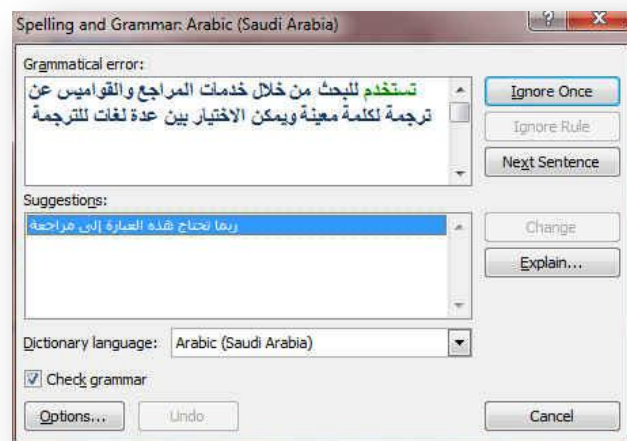 Spelling and Grammar: Arabic (Saudi Arabia)
Grammatical error:
تستخدم للبحث من خلال خدمات المراجع والقواميس عن
ترجمة لكلمة معينة ويمكن الاختيار بين عدة لغات للترجمة
Ignore Once
Ignore Rule
Next Sentence
Suggestions:
ربما تحتاج هذه العبارة إلى مراجعة
Change
Explain...
Dictionary language: Arabic (Saudi Arabia)
Check grammar
Options... Undo Cancel